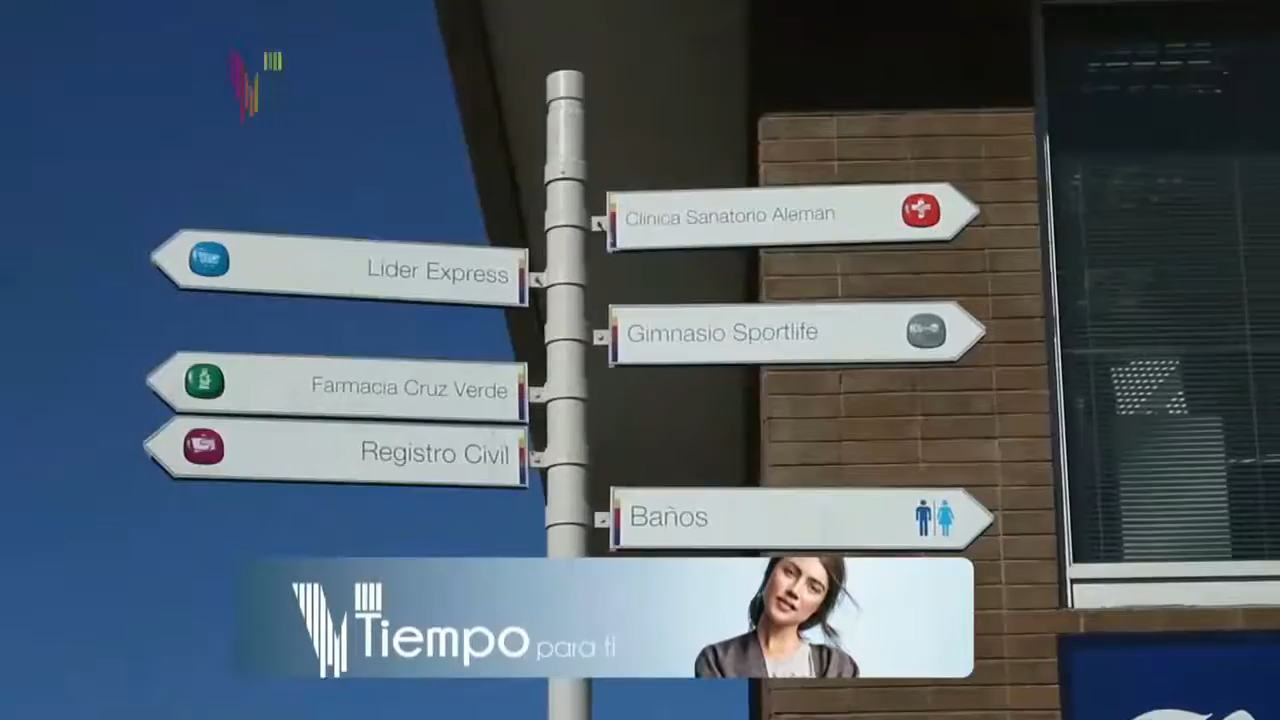 Clinica Sanatorio Aleman
Lider Express
Gimnasio Sportlife
Farmacia Cruz Verde
Registro Civil
Baños
Tiempo para ti